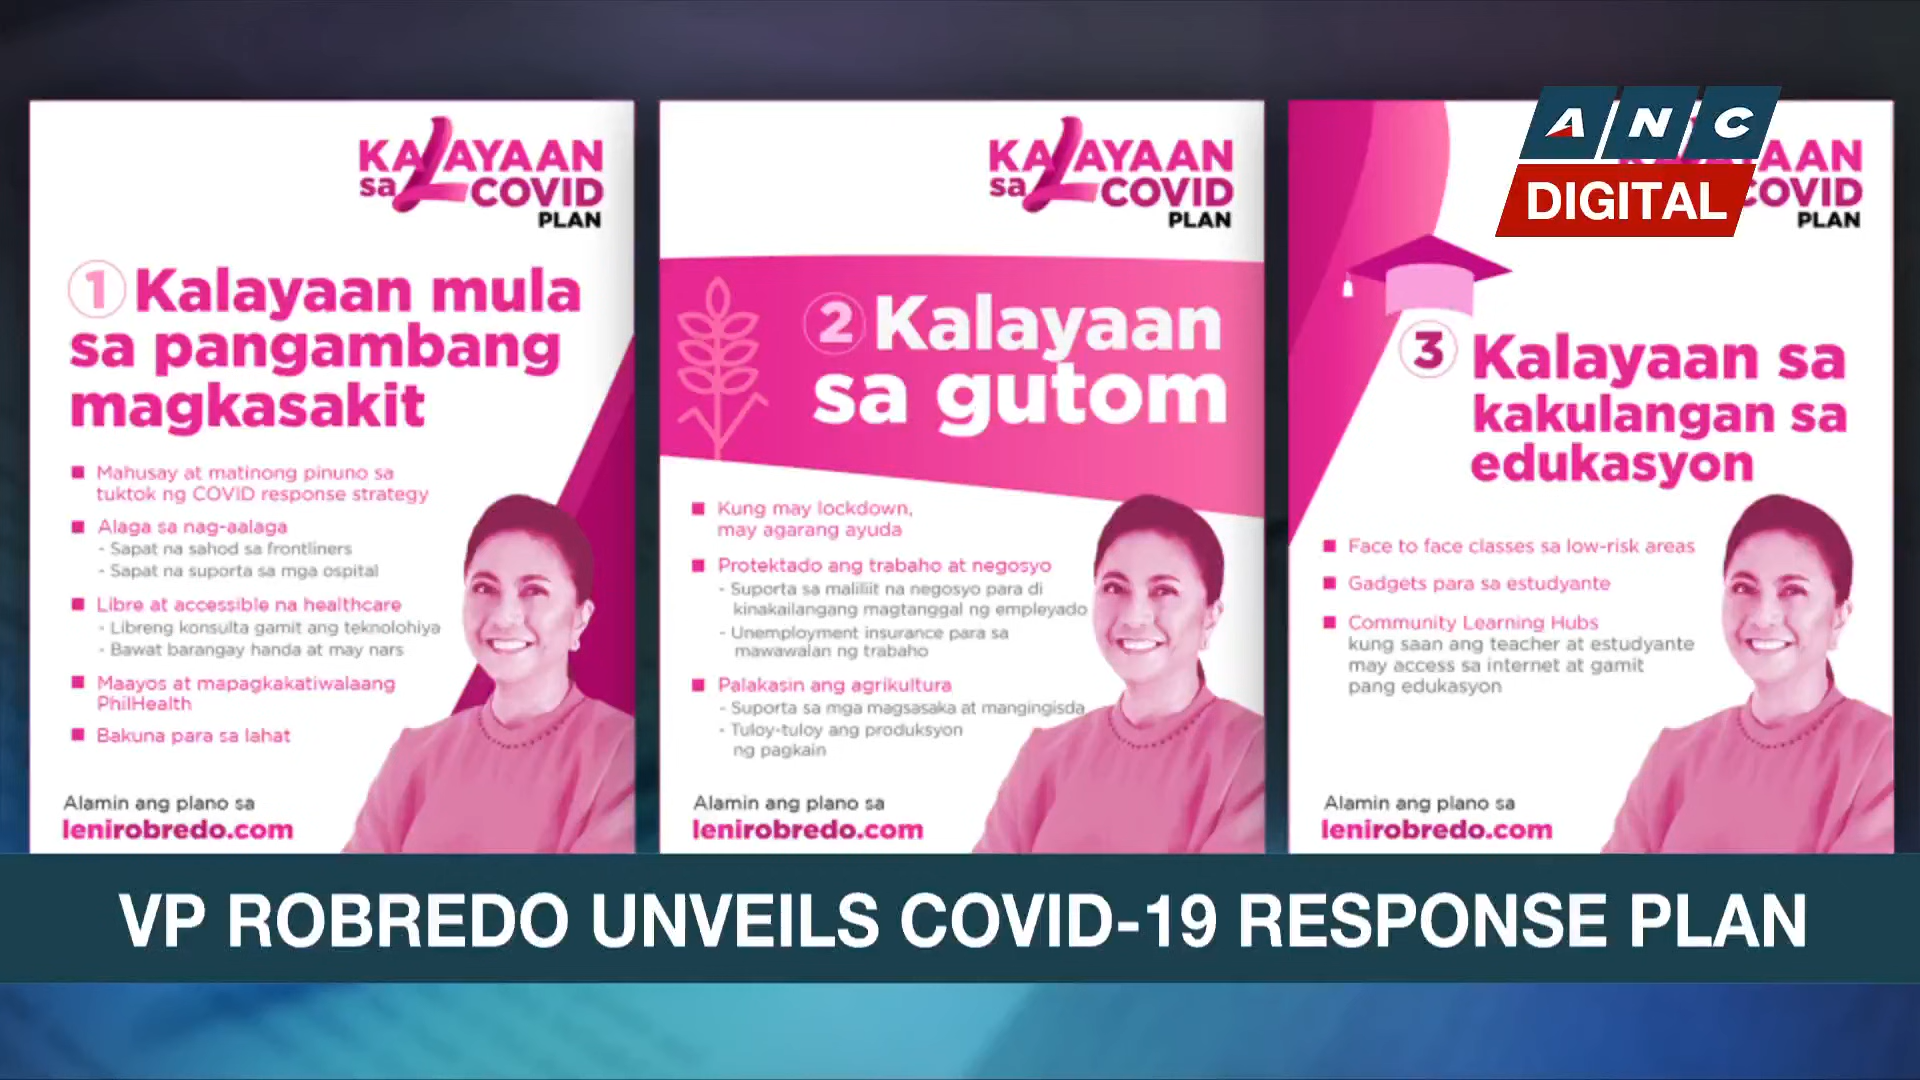 KALAYAAN
sa COVID
PLAN
1 Kalayaan mula
sa pangambang
magkasakit
Mahusay at matinong pinuno sa
tuktok ng COVID response strategy
Alaga sa nag-aalaga
- Sapat na sahod sa frontliners
- Sapat na suporta sa mga ospital
Libre at accessible na healthcare
- Libreng konsulta gamit ang teknolohiya
- Bawat barangay handa at may nars
Maayos at mapagkakatiwalaang
PhilHealth
Bakuna para sa lahat
Alamin ang plano sa
lenirobredo.com
KALAYAAN
sa COVID
PLAN
2 Kalayaan
sa gutom
Kung may lockdown,
may agarang ayuda
Protektado ang trabaho at negosyo
- Suporta sa maliliit na negosyo para di
kinakailangang magtanggal ng empleyado
- Unemployment insurance para sa
mawawalan ng trabaho
Palakasin ang agrikultura
- Suporta sa mga magsasaka at mangingisda
- Tuloy-tuloy ang produksyon
ng pagkain
Alamin ang plano sa
lenirobredo.com
ANC
DIGITAL
AAN
COVID
PLAN
3 Kalayaan sa
kakulangan sa
edukasyon
Face to face classes sa low-risk areas
Gadgets para sa estudyante
Community Learning Hubs
kung saan ang teacher at estudyante
may access sa internet at gamit
pang edukasyon
Alamin ang plano sa
lenirobredo.com
VP ROBREDO UNVEILS COVID-19 RESPONSE PLAN